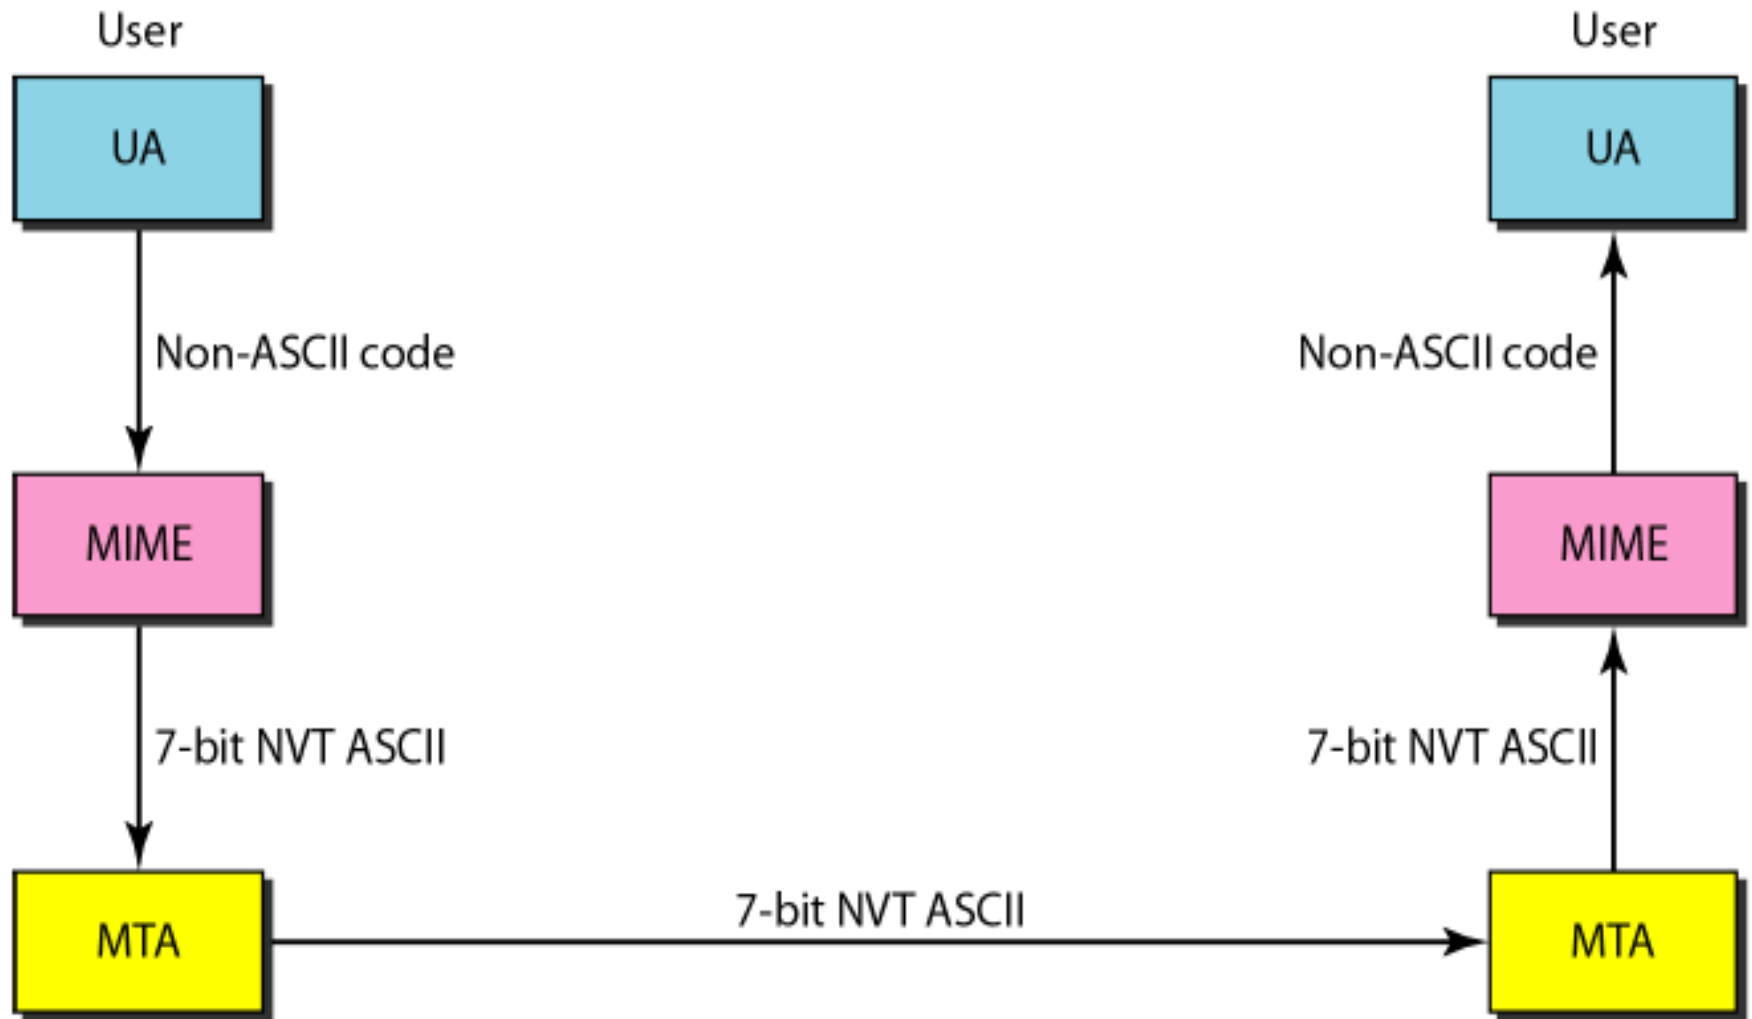 User
User
UA
UA
Non-ASCII code
Non-ASCII code
MIME
MIME
7-bit NVT ASCII
7-bit NVT ASCII
7-bit NVT ASCII
MTA
MTA